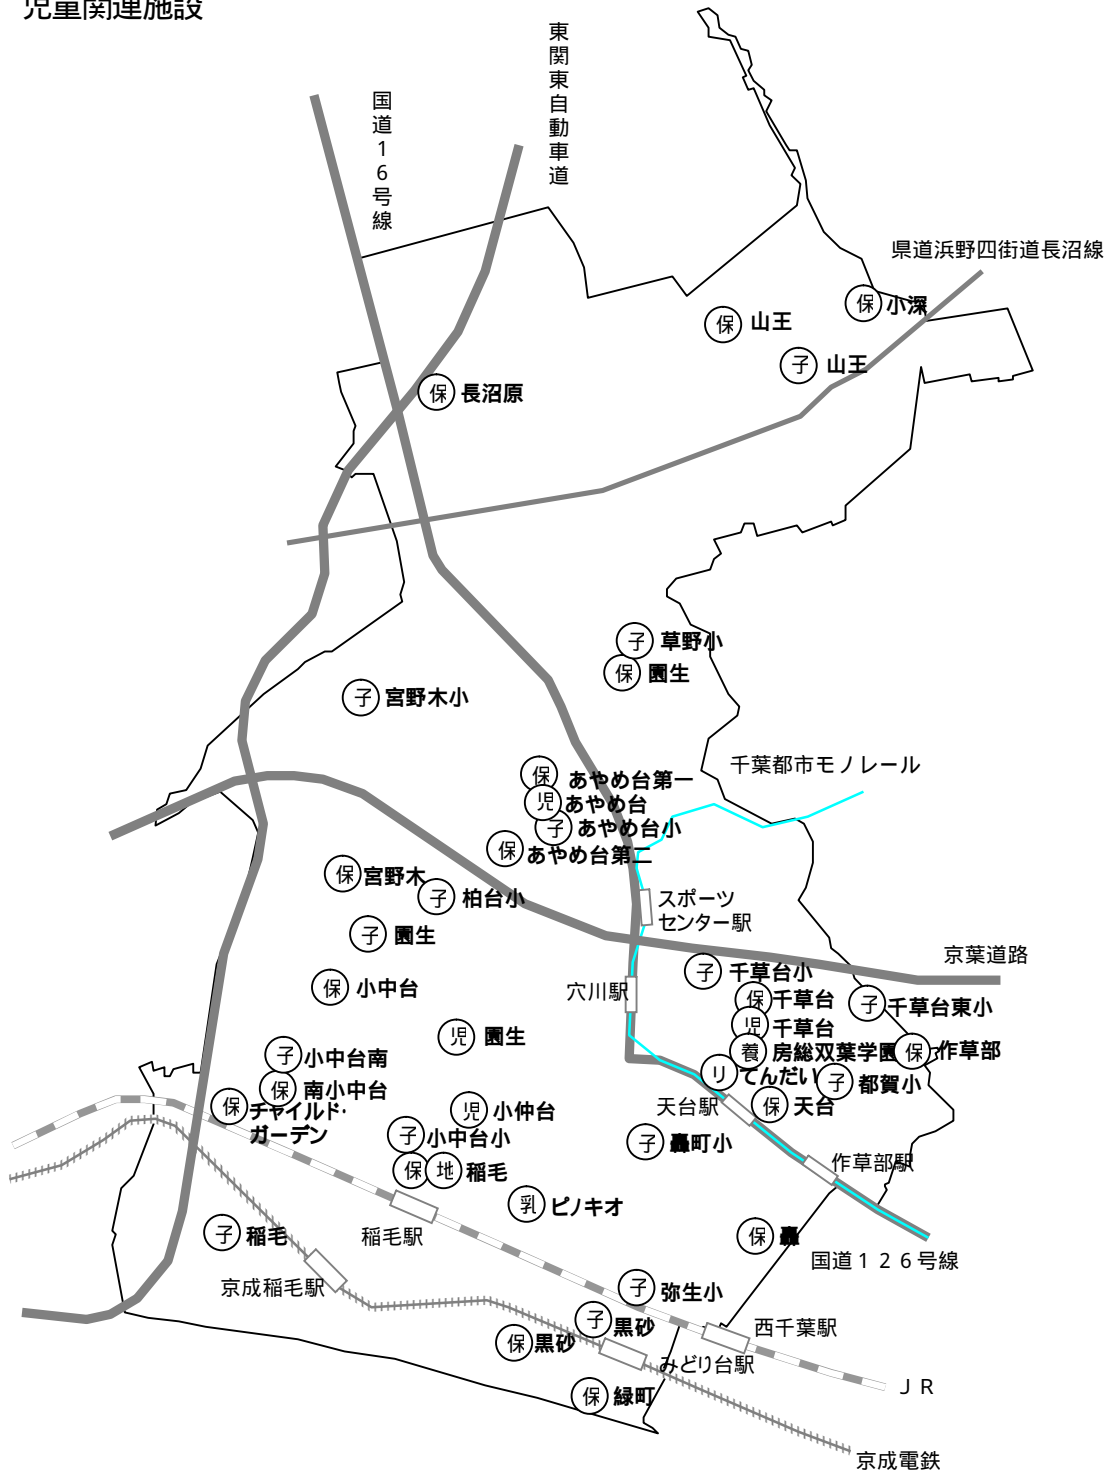 児童関連施設
東関東自動車道
国道16号線
県道浜野四街道長沼線
保 小深
保 山王
子 山王
保 長沼原
子 草野小
保 園生
子 宮野木小
千葉都市モノレール
保 あやめ台第一
児 あやめ台
子 あやめ台小
保 あやめ台第二
保 宮野木
子 柏台小
スポーツ
センター駅
子 園生
京葉道路
子 千草台小
穴川駅
保 小中台
保 千草台
子 千草台東小
児 千草台
児 園生
養 房総双葉学園
保 作草部
子 小中台南
リ てんだい
子 都賀小
保 南小中台
保 チャイルド・
ガーデン
天台駅
保 天台
児 小仲台
子 小中台小
子 轟町小
保 地 稲毛
作草部駅
乳 ピノキオ
子 稲毛
稲毛駅
保 轟
国道126号線
京成稲毛駅
子 弥生小
子 黒砂
西千葉駅
保 黒砂
みどり台駅
保 緑町
JR
京成電鉄